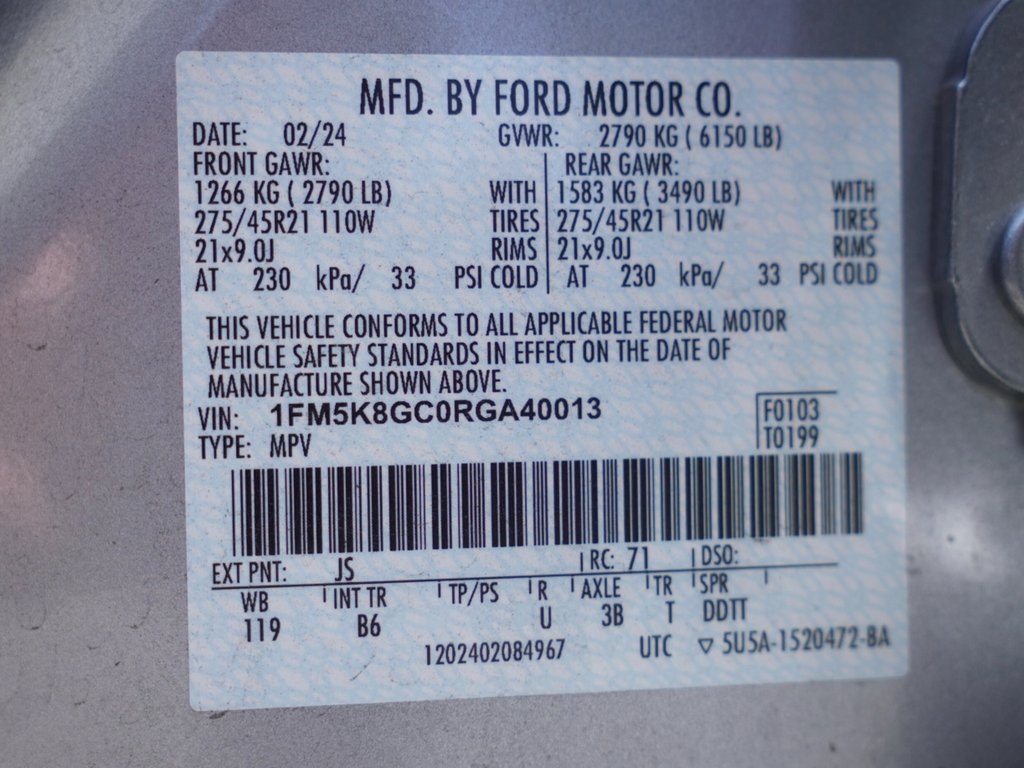 MFD. BY FORD MOTOR CO.
DATE: 02/24 GVWR: 2790 KG ( 6150 LB)
FRONT GAWR: REAR GAWR:
1266 KG ( 2790 LB) WITH 1583 KG ( 3490 LB) WITH
275/45R21 110W TIRES 275/45R21 110W TIRES
21x9.0J RIMS 21x9.0J RIMS
AT 230 kPa/ 33 PSI COLD AT 230 kPa/ 33 PSI COLD
THIS VEHICLE CONFORMS TO ALL APPLICABLE FEDERAL MOTOR
VEHICLE SAFETY STANDARDS IN EFFECT ON THE DATE OF
MANUFACTURE SHOWN ABOVE.
VIN: 1FM5K8GC0RGA40013 F0103
TYPE: MPV T0199
EXT PNT: JS RC: 71 DSO:
WB INT TR TP/PS R AXLE TR SPR
119 B6 U 3B T DDTT
1202402084967 UTC ▽ 5U5A-1520472-BA